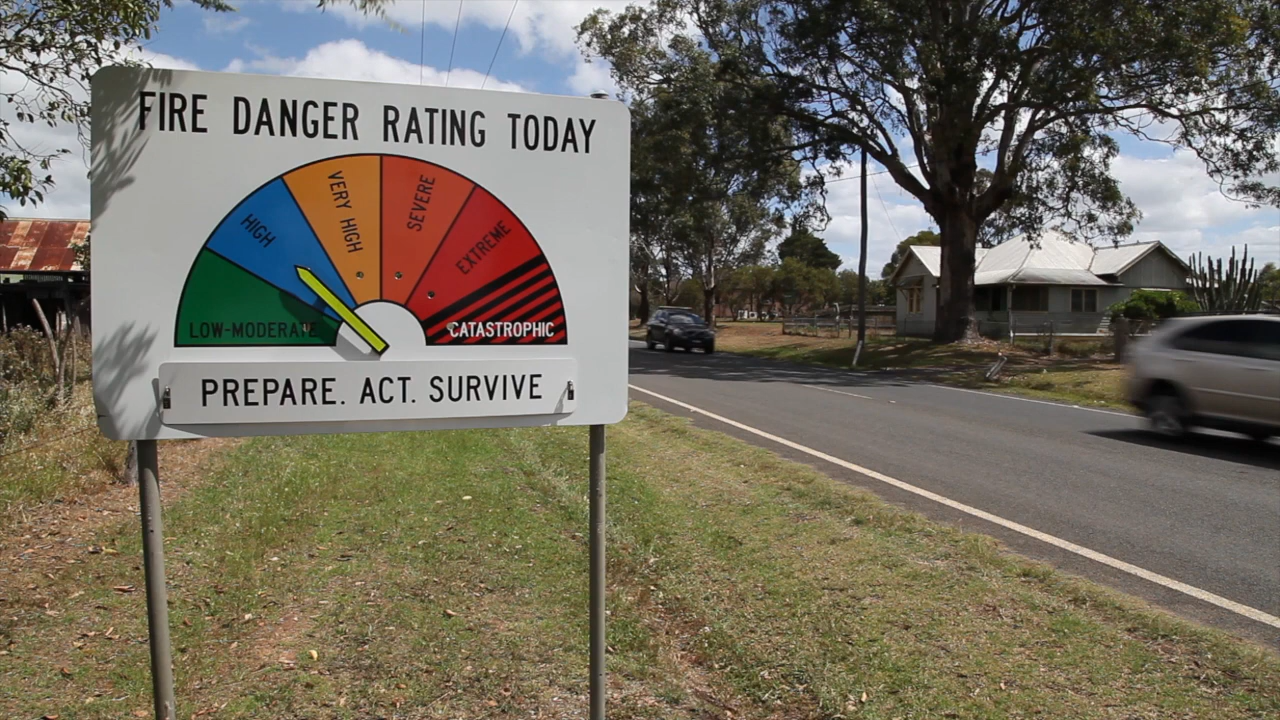 FIRE DANGER RATING TODAY
LOW-MODERATE
HIGH
VERY HIGH
SEVERE
EXTREME
CATASTROPHIC
PREPARE. ACT. SURVIVE